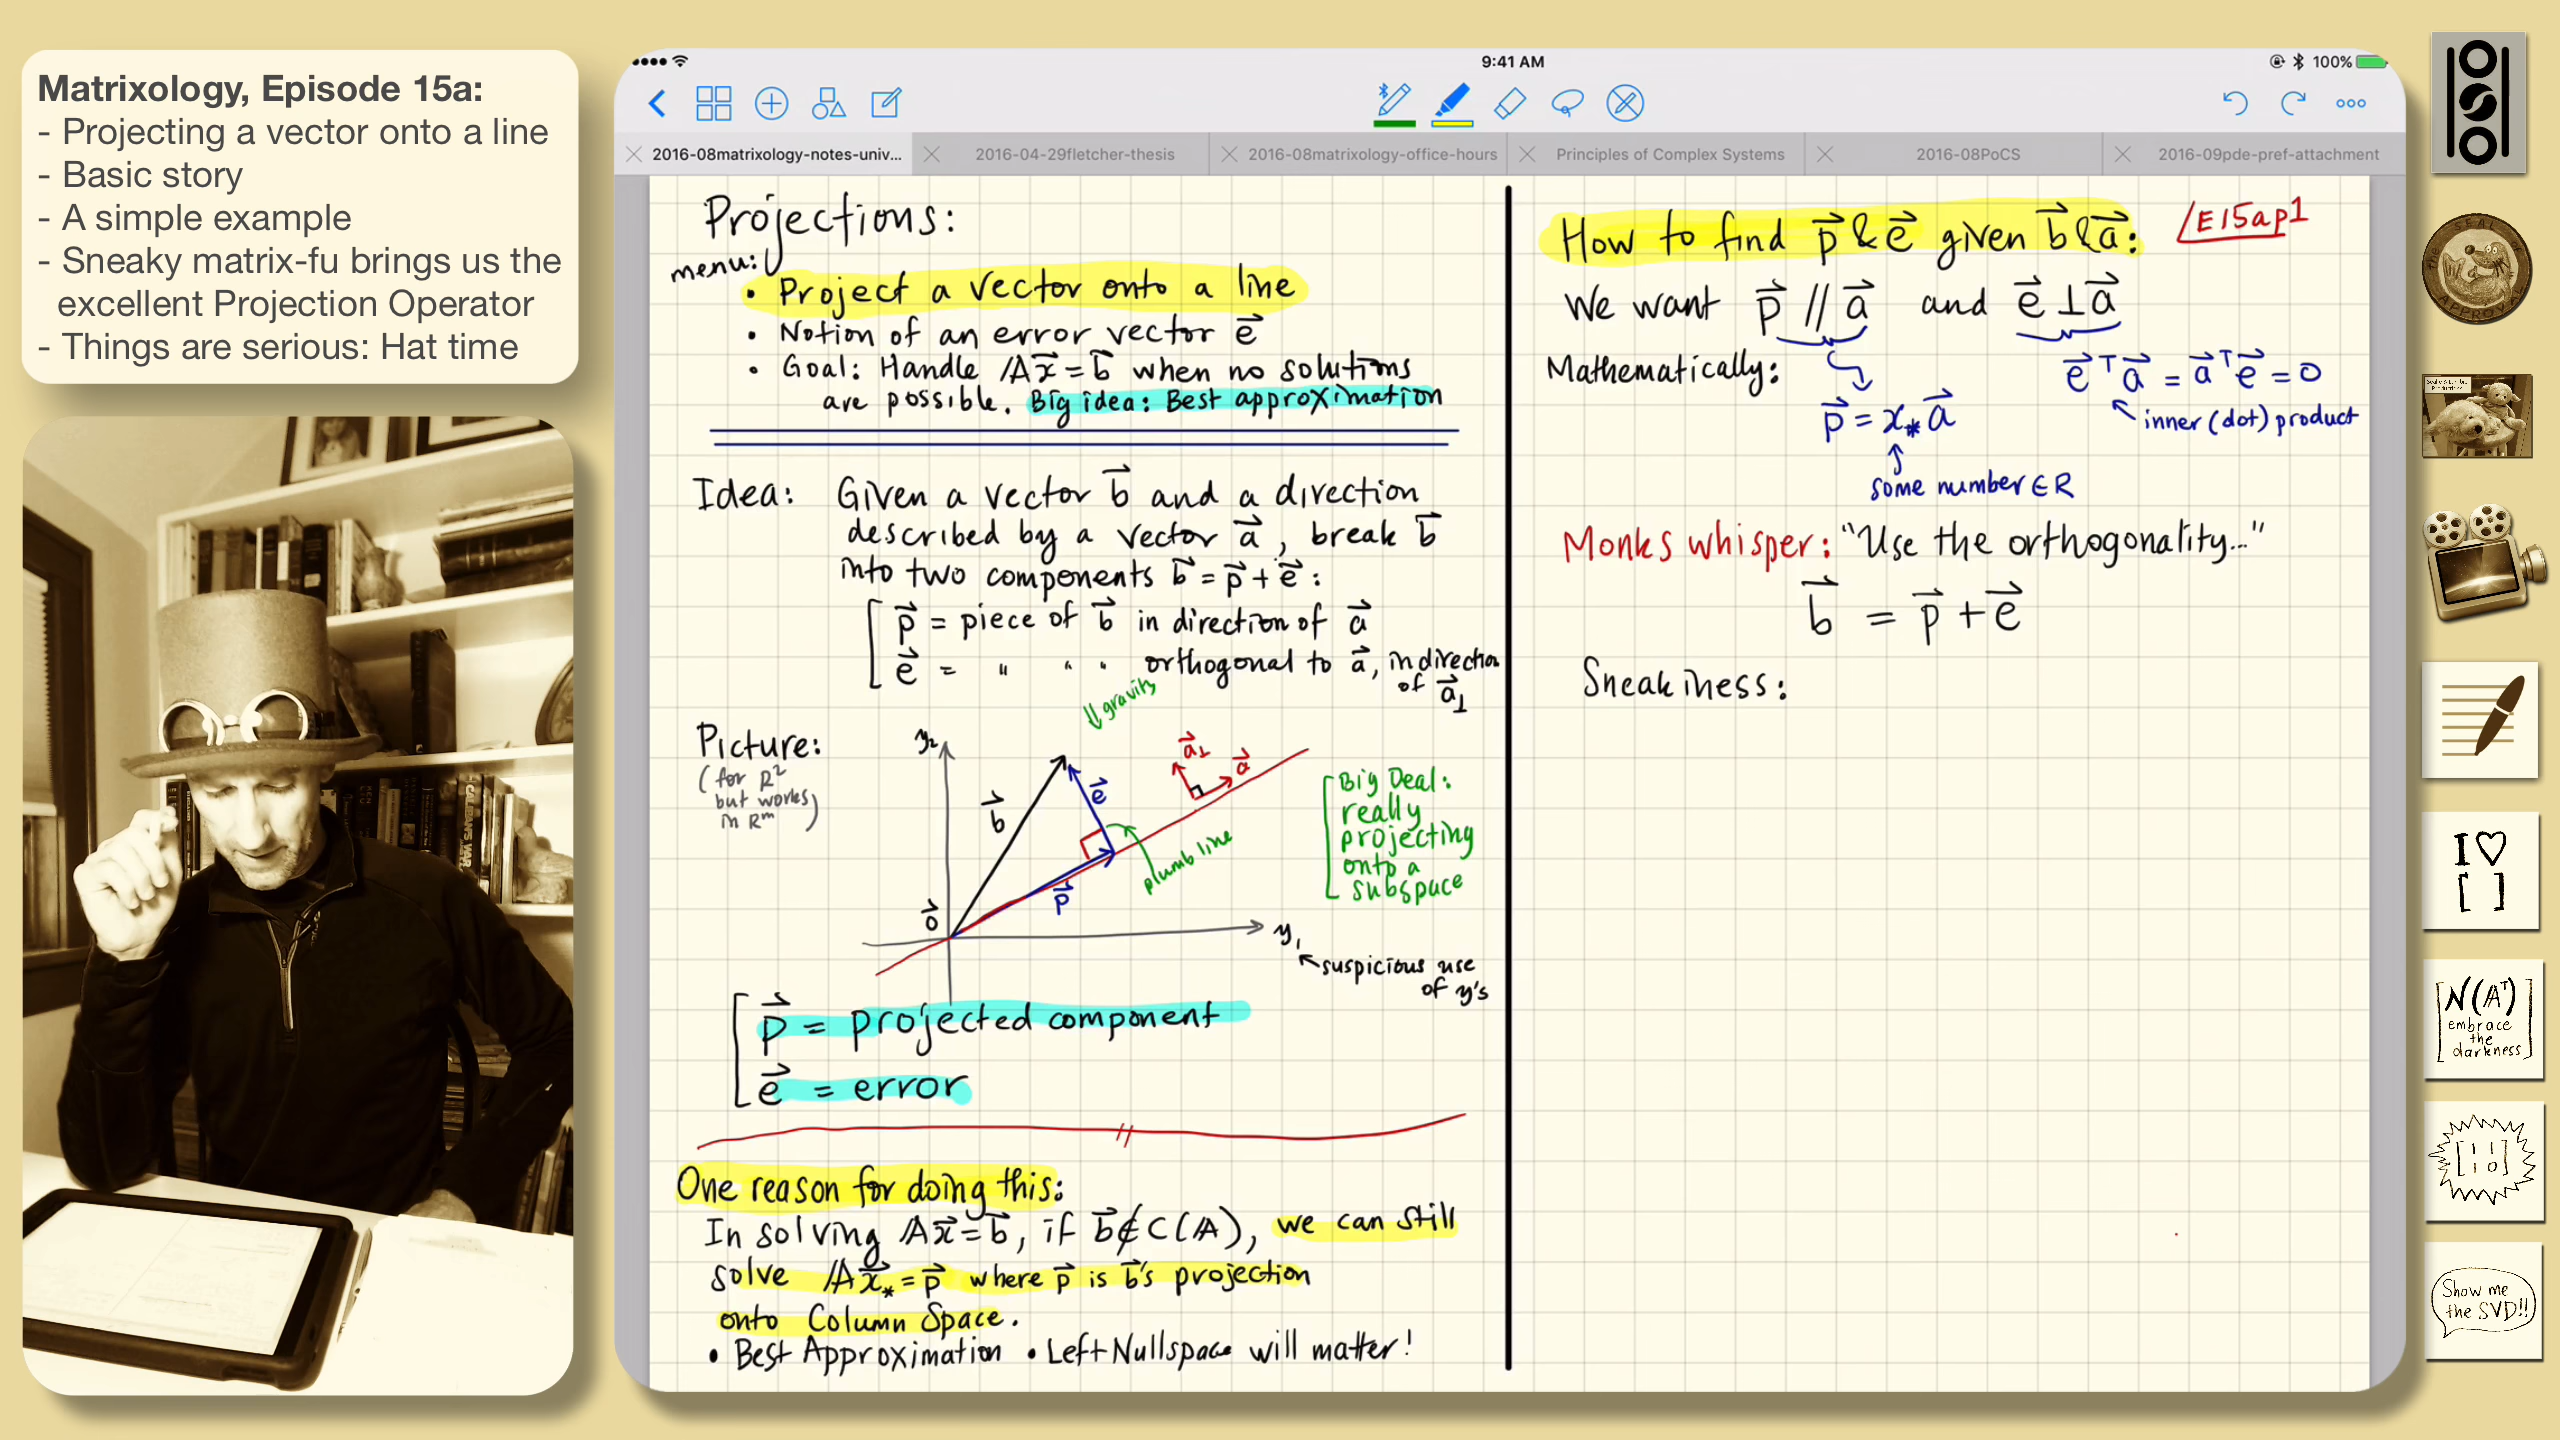 Matrixology, Episode 15a:
- Projecting a vector onto a line
- Basic story
- A simple example
- Sneaky matrix-fu brings us the
excellent Projection Operator
- Things are serious: Hat time
9:41 AM
100%
2016-08matrixology-notes-univ...
2016-04-29fletcher-thesis
2016-08matrixology-office-hours
Principles of Complex Systems
2016-08PoCS
2016-09pde-pref-attachment
Projections:
menu:
• Project a vector onto a line
• Notion of an error vector e⃗
• Goal: Handle 𝔸x⃗ = b⃗ when no solutions
are possible. Big idea: Best approximation
Idea: Given a vector b⃗ and a direction
described by a vector a⃗, break b⃗
into two components b⃗ = p⃗ + e⃗:
p⃗ = piece of b⃗ in direction of a⃗
e⃗ = " " " orthogonal to a⃗, in direction
of a⃗⊥
⇓ gravity
Picture:
(for R²
but works
in Rᵐ)
y₂
b⃗
e⃗
a⃗⊥
a⃗
plumb line
p⃗
0⃗
y₁
Big Deal:
really
projecting
onto a
subspace
suspicious use
of y's
p⃗ = projected component
e⃗ = error
One reason for doing this:
In solving 𝔸x⃗ = b⃗, if b⃗ ∉ C(𝔸), we can still
solve 𝔸x⃗* = p⃗ where p⃗ is b⃗'s projection
onto Column Space.
• Best Approximation • Left Nullspace will matter!
How to find p⃗ & e⃗ given b⃗ & a⃗:
E15ap1
We want p⃗ // a⃗ and e⃗ ⊥ a⃗
Mathematically:
e⃗ᵀa⃗ = a⃗ᵀe⃗ = 0
p⃗ = x*a⃗
inner (dot) product
some number ∈ R
Monks whisper: "Use the orthogonality..."
b⃗ = p⃗ + e⃗
Sneakiness:
I ♡
[ ]
N(𝔸ᵀ)
embrace
the
darkness
[1 1
1 0]
Show me
the SVD!!
CALIBAN'S WAR